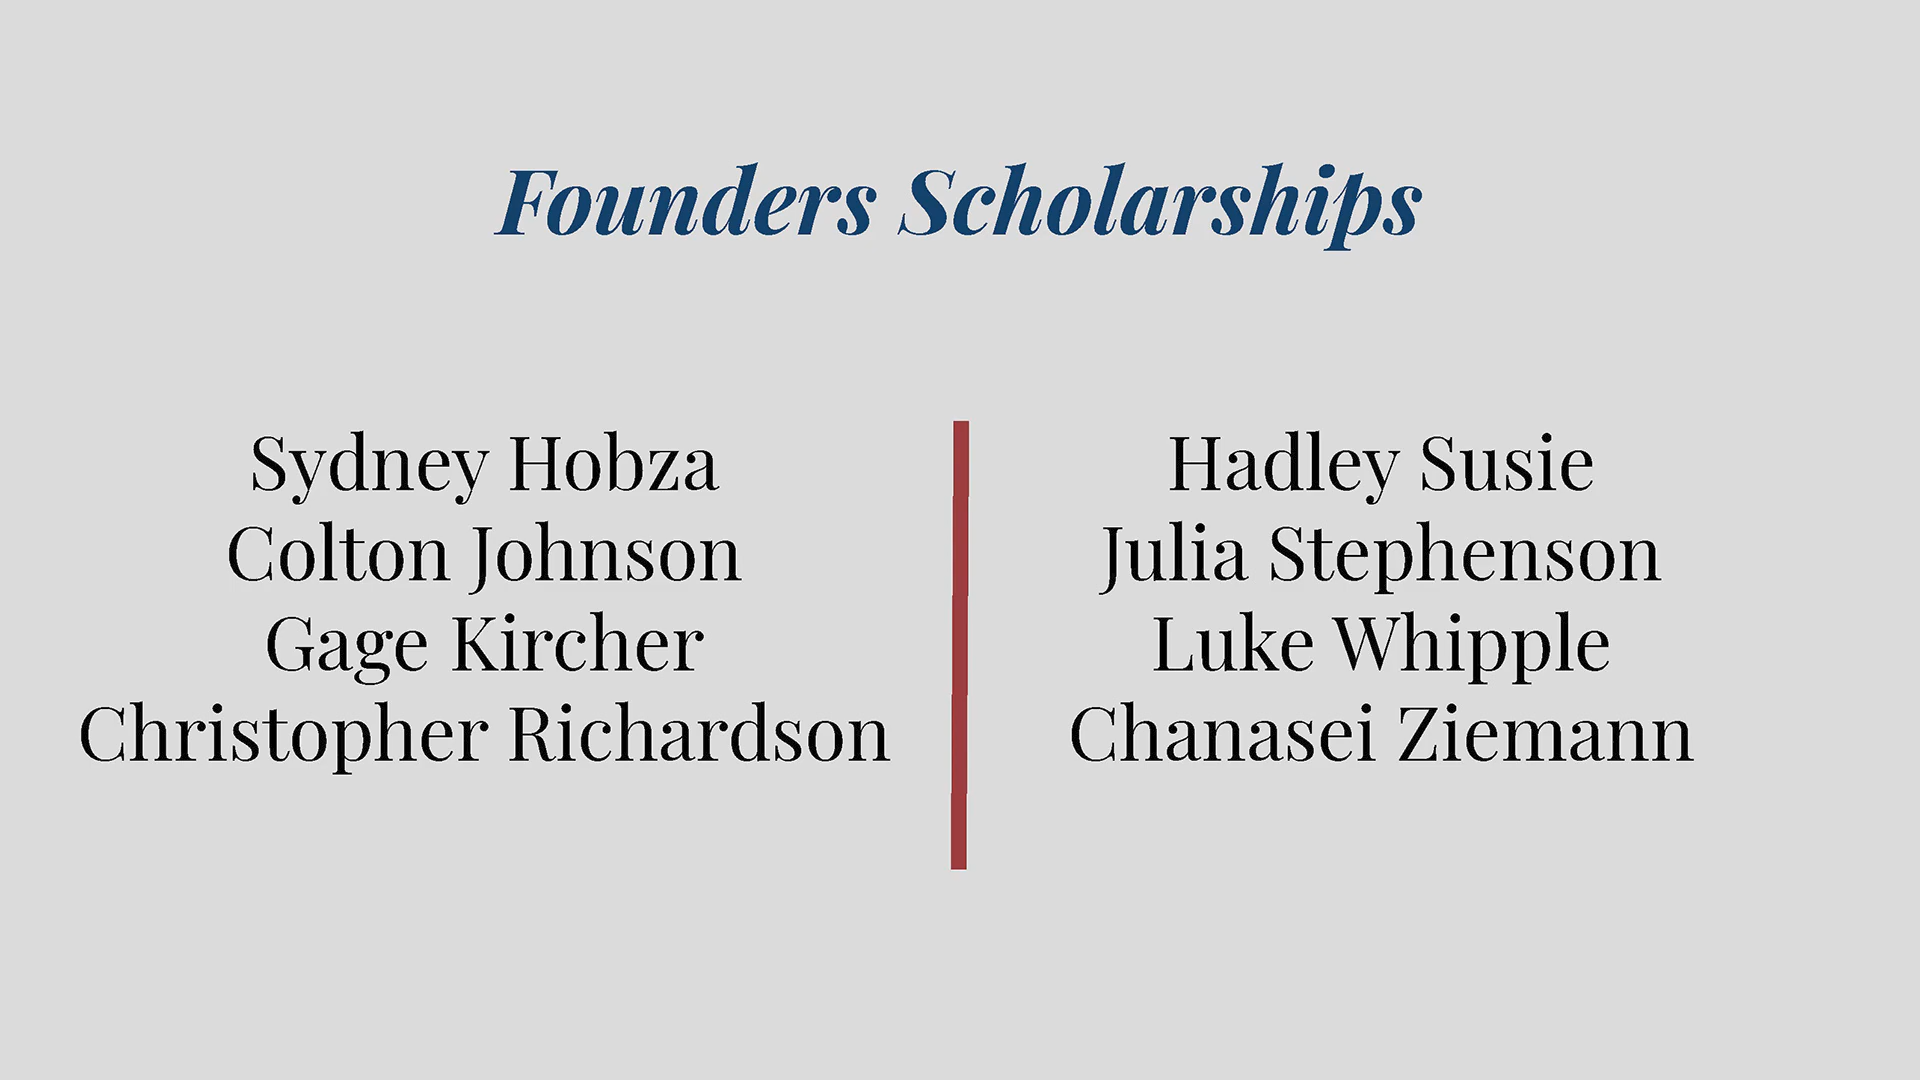 Founders Scholarships
Sydney Hobza
Colton Johnson
Gage Kircher
Christopher Richardson
Hadley Susie
Julia Stephenson
Luke Whipple
Chanasei Ziemann